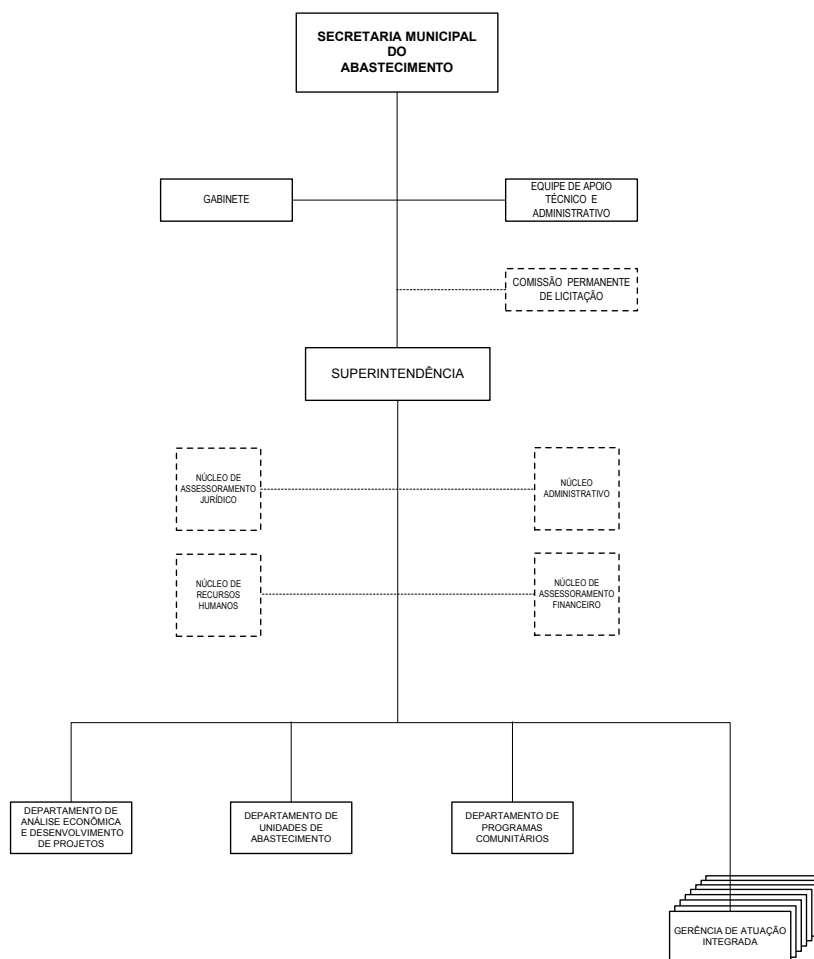 SECRETARIA MUNICIPAL
DO
ABASTECIMENTO
GABINETE
EQUIPE DE APOIO
TÉCNICO E
ADMINISTRATIVO
COMISSÃO PERMANENTE
DE LICITAÇÃO
SUPERINTENDÊNCIA
NÚCLEO DE
ASSESSORAMENTO
JURÍDICO
NÚCLEO
ADMINISTRATIVO
NÚCLEO DE
RECURSOS
HUMANOS
NÚCLEO DE
ASSESSORAMENTO
FINANCEIRO
DEPARTAMENTO DE
ANÁLISE ECONÔMICA
E DESENVOLVIMENTO
DE PROJETOS
DEPARTAMENTO DE
UNIDADES DE
ABASTECIMENTO
DEPARTAMENTO DE
PROGRAMAS
COMUNITÁRIOS
GERÊNCIA DE ATUAÇÃO
INTEGRADA